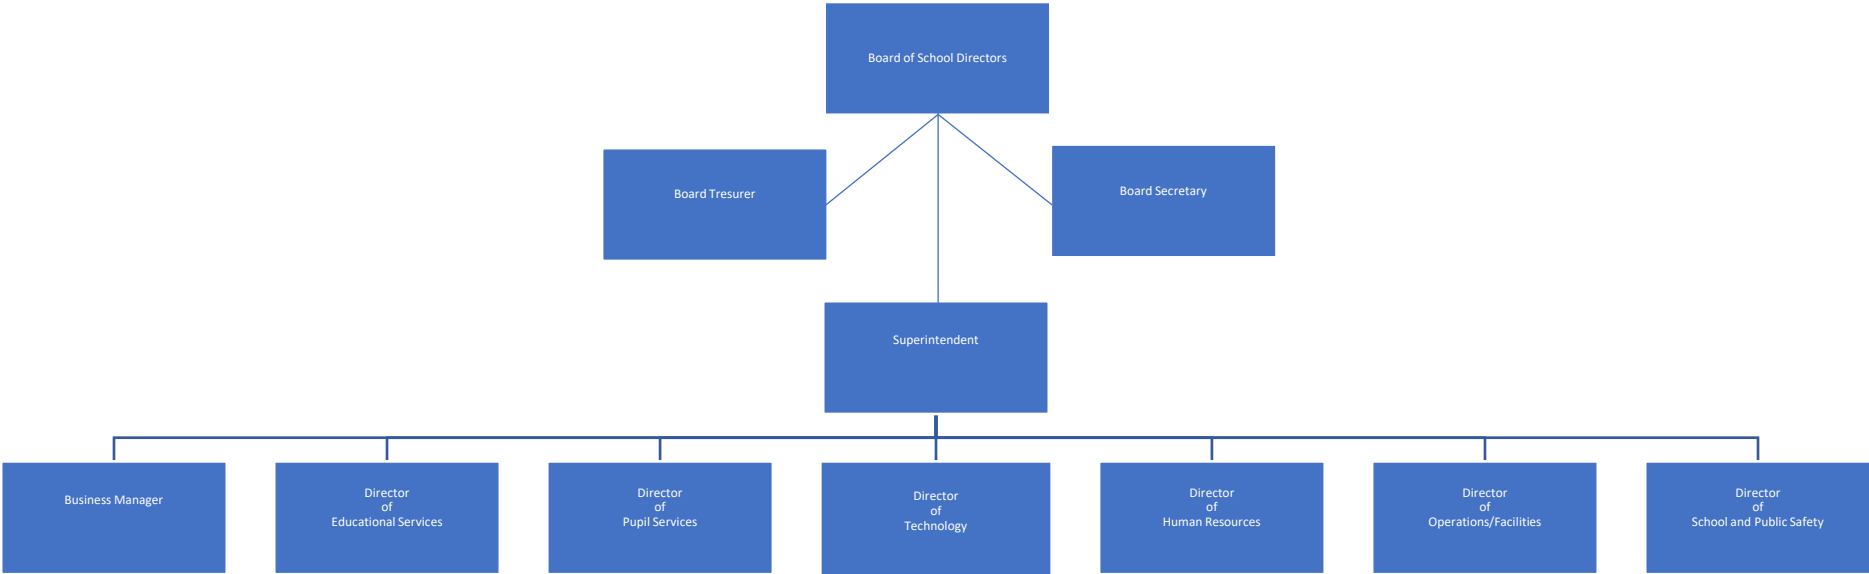 Board of School Directors
Board Tresurer
Board Secretary
Superintendent
Business Manager
Director
of
Educational Services
Director
of
Pupil Services
Director
of
Technology
Director
of
Human Resources
Director
of
Operations/Facilities
Director
of
School and Public Safety